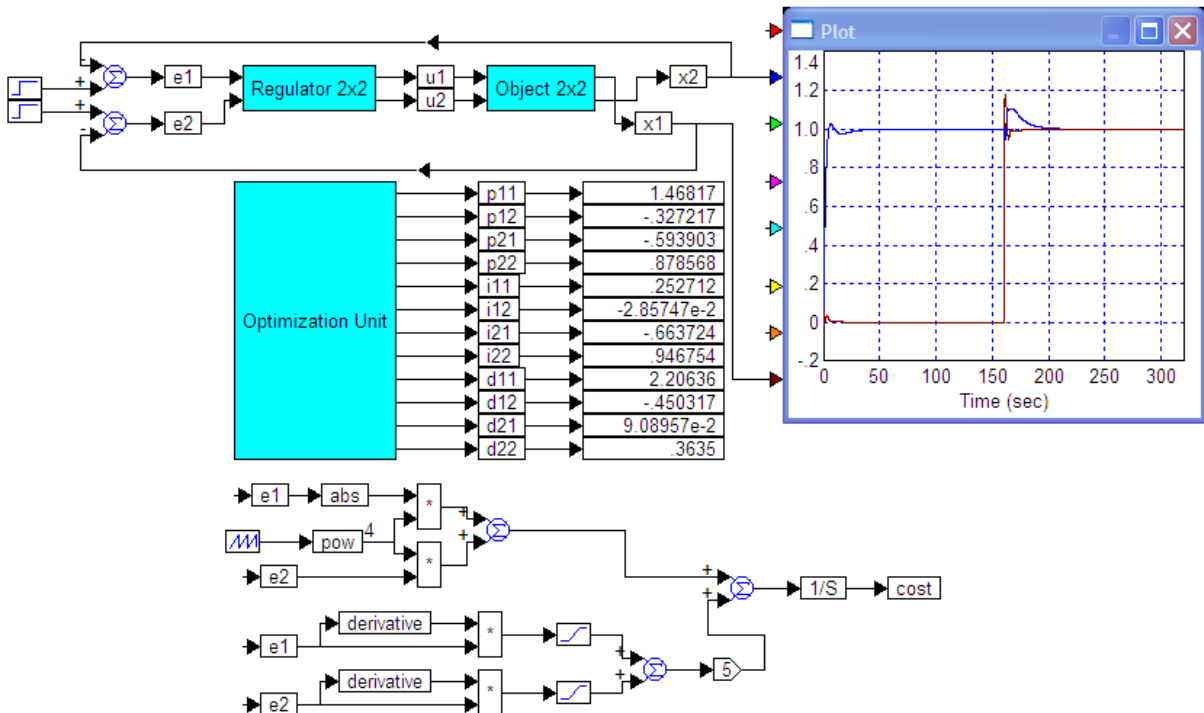 Plot
- + Σ e1 Regulator 2x2 u1 u2 Object 2x2 x2
+ - Σ e2 x1
1.4
1.2
1.0
.8
.6
.4
.2
0
-.2
0 50 100 150 200 250 300
Time (sec)
Optimization Unit
p11 1.46817
p12 -.327217
p21 -.593903
p22 .878568
i11 .252712
i12 -2.85747e-2
i21 -.663724
i22 .946754
d11 2.20636
d12 -.450317
d21 9.08957e-2
d22 .3635
e1 abs *
pow 4 + + Σ
e2 *
+ + Σ 1/S cost
derivative
e1 *
+ + Σ 5
derivative
e2 *